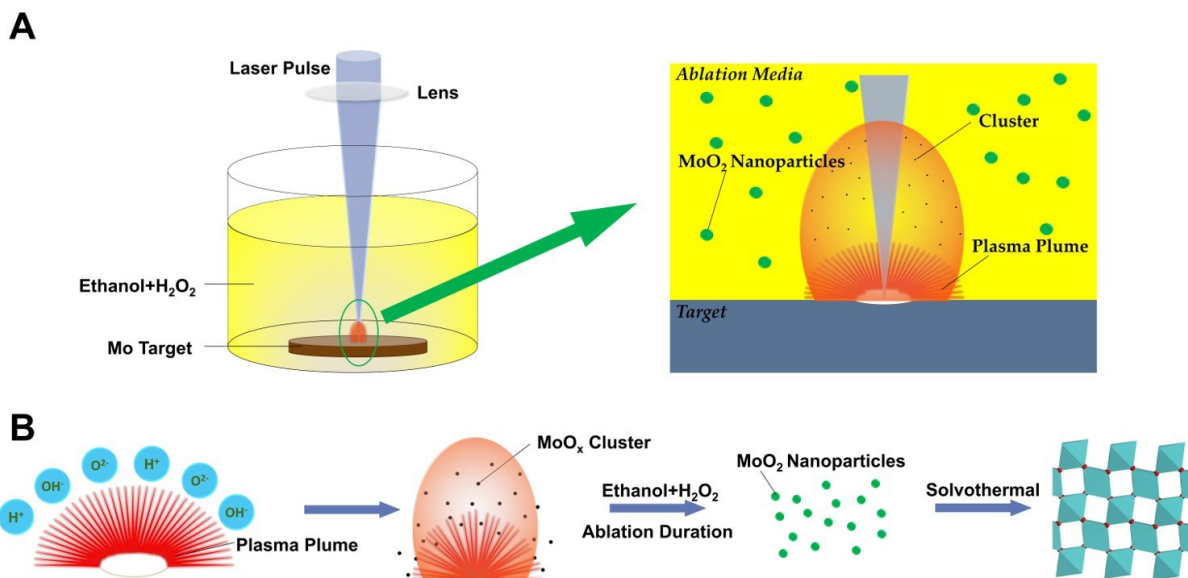 A
Laser Pulse
Lens
Ethanol+H₂O₂
Mo Target
Ablation Media
Cluster
MoO₂ Nanoparticles
Plasma Plume
Target
B
H⁺
OH⁻
O²⁻
H⁺
O²⁻
OH⁻
Plasma Plume
MoOₓ Cluster
Ethanol+H₂O₂
Ablation Duration
MoO₂ Nanoparticles
Solvothermal